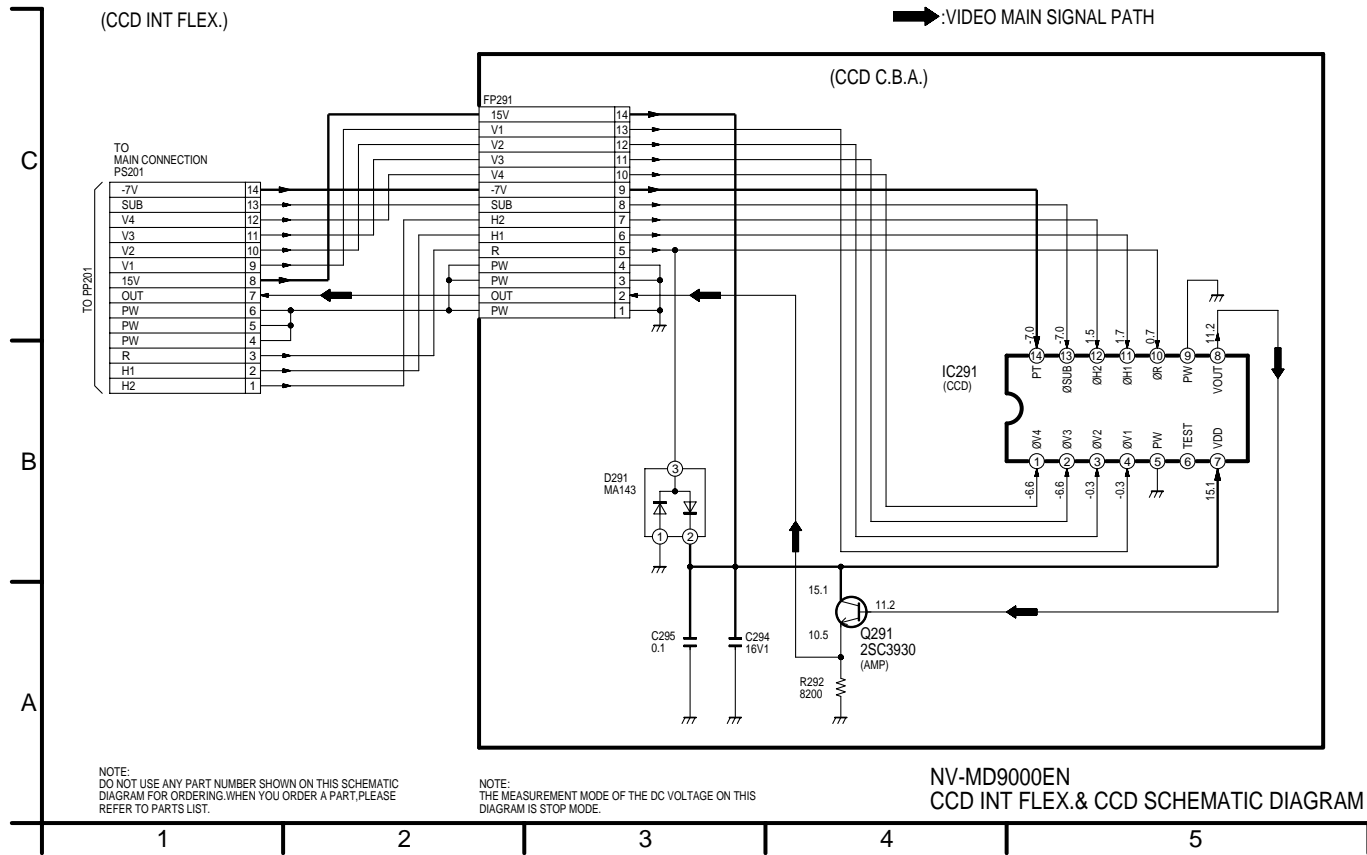 (CCD INT FLEX.)
:VIDEO MAIN SIGNAL PATH
(CCD C.B.A.)
C
B
A
TO
MAIN CONNECTION
PS201
TO PP201
-7V 14
SUB 13
V4 12
V3 11
V2 10
V1 9
15V 8
OUT 7
PW 6
PW 5
PW 4
R 3
H1 2
H2 1
FP291
15V 14
V1 13
V2 12
V3 11
V4 10
-7V 9
SUB 8
H2 7
H1 6
R 5
PW 4
PW 3
OUT 2
PW 1
IC291
(CCD)
-7.0 -7.0 1.5 1.7 0.7 11.2
14 13 12 11 10 9 8
PT ØSUB ØH2 ØH1 ØR PW VOUT
ØV4 ØV3 ØV2 ØV1 PW TEST VDD
1 2 3 4 5 6 7
-6.6 -6.6 -0.3 -0.3 15.1
D291
MA143
3
1 2
15.1
11.2
10.5
Q291
2SC3930
(AMP)
C295
0.1
C294
16V1
R292
8200
NOTE:
DO NOT USE ANY PART NUMBER SHOWN ON THIS SCHEMATIC
DIAGRAM FOR ORDERING.WHEN YOU ORDER A PART,PLEASE
REFER TO PARTS LIST.
NOTE:
THE MEASUREMENT MODE OF THE DC VOLTAGE ON THIS
DIAGRAM IS STOP MODE.
NV-MD9000EN
CCD INT FLEX.& CCD SCHEMATIC DIAGRAM
1 2 3 4 5